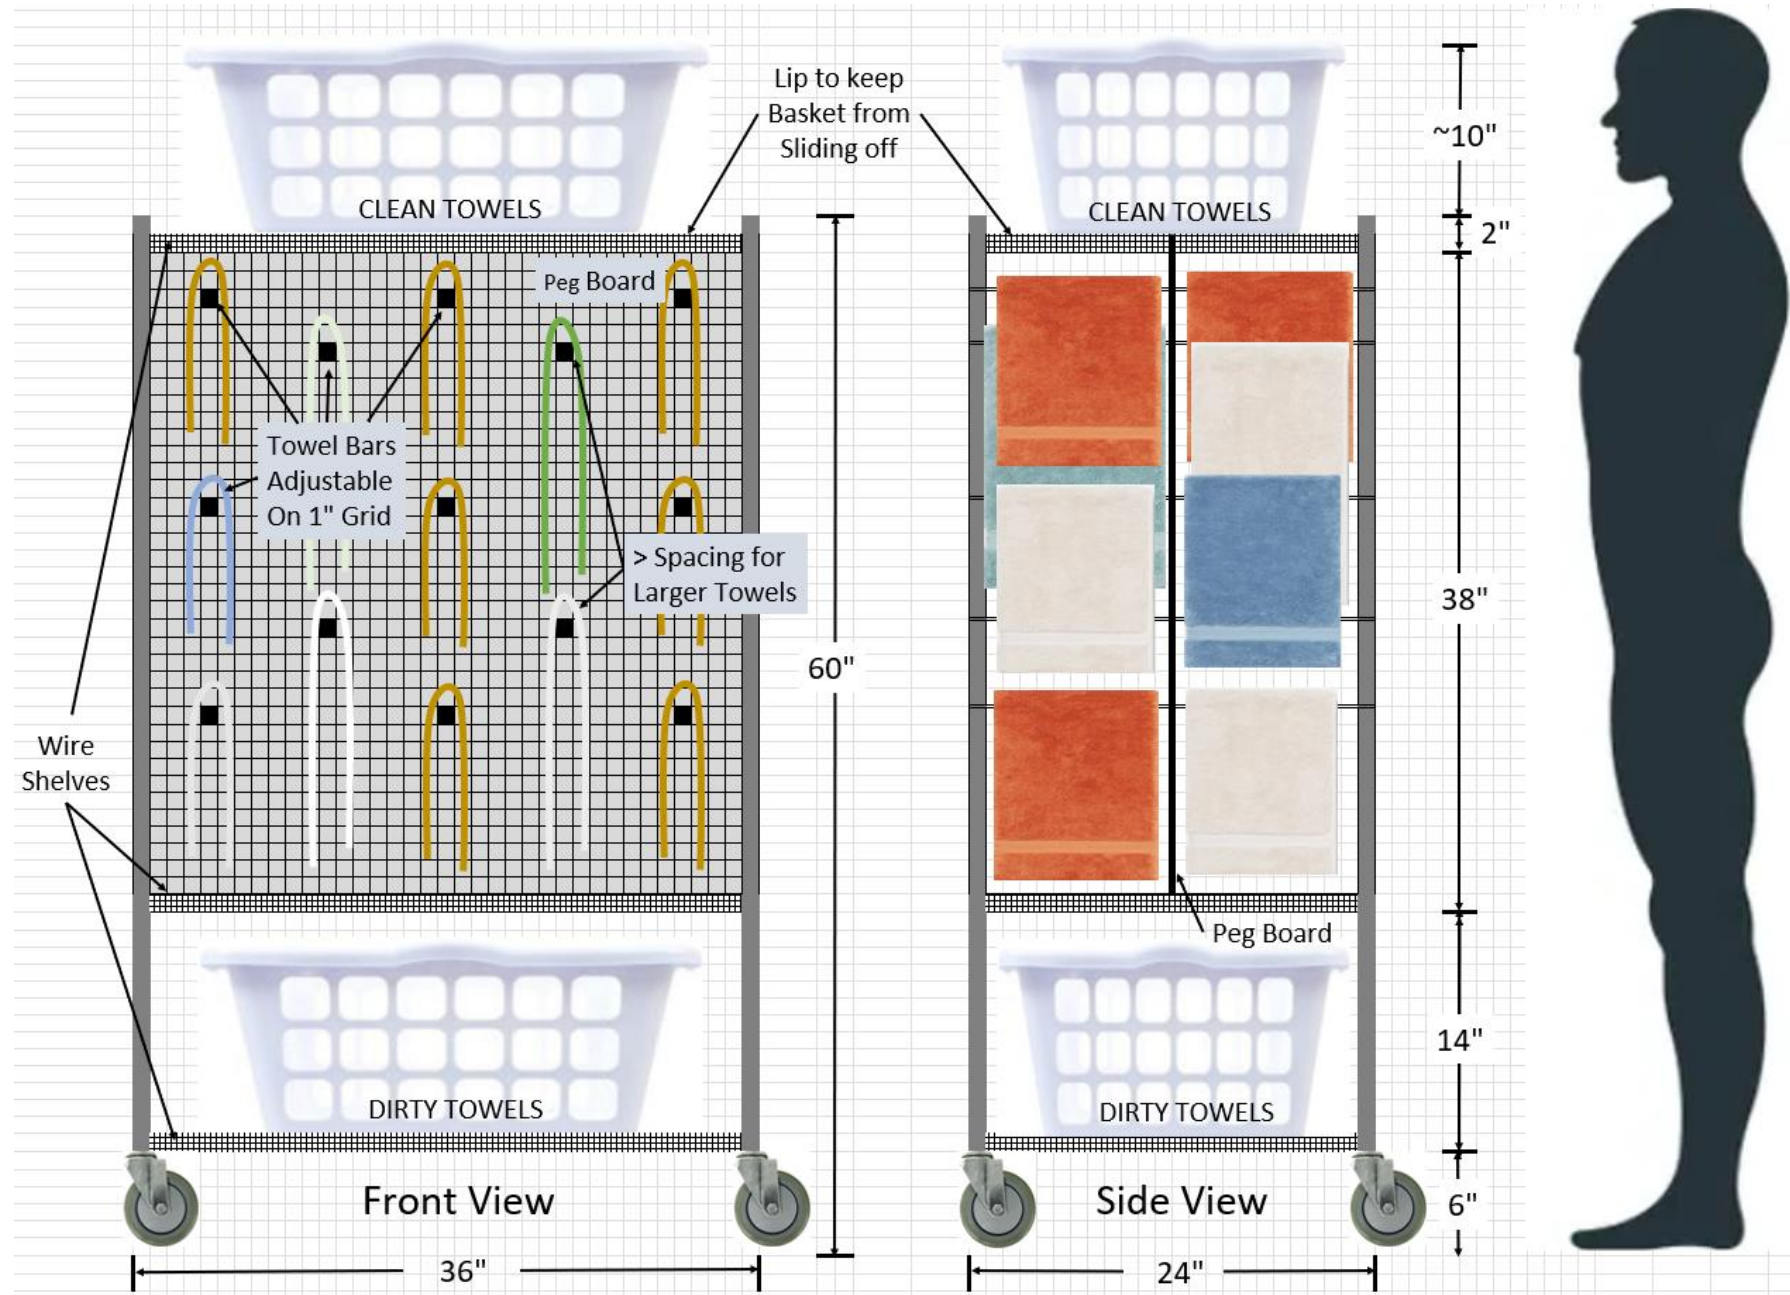 Lip to keep
Basket from
Sliding off
CLEAN TOWELS
CLEAN TOWELS
~10"
2"
Peg Board
Towel Bars
Adjustable
On 1" Grid
> Spacing for
Larger Towels
38"
60"
Wire
Shelves
Peg Board
14"
DIRTY TOWELS
DIRTY TOWELS
Front View
Side View
6"
36"
24"